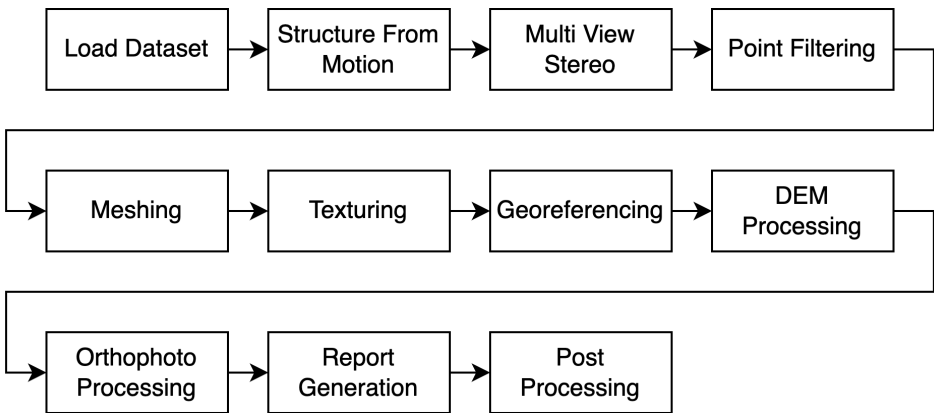 Load Dataset
Structure From
Motion
Multi View
Stereo
Point Filtering
Meshing
Texturing
Georeferencing
DEM
Processing
Orthophoto
Processing
Report
Generation
Post
Processing